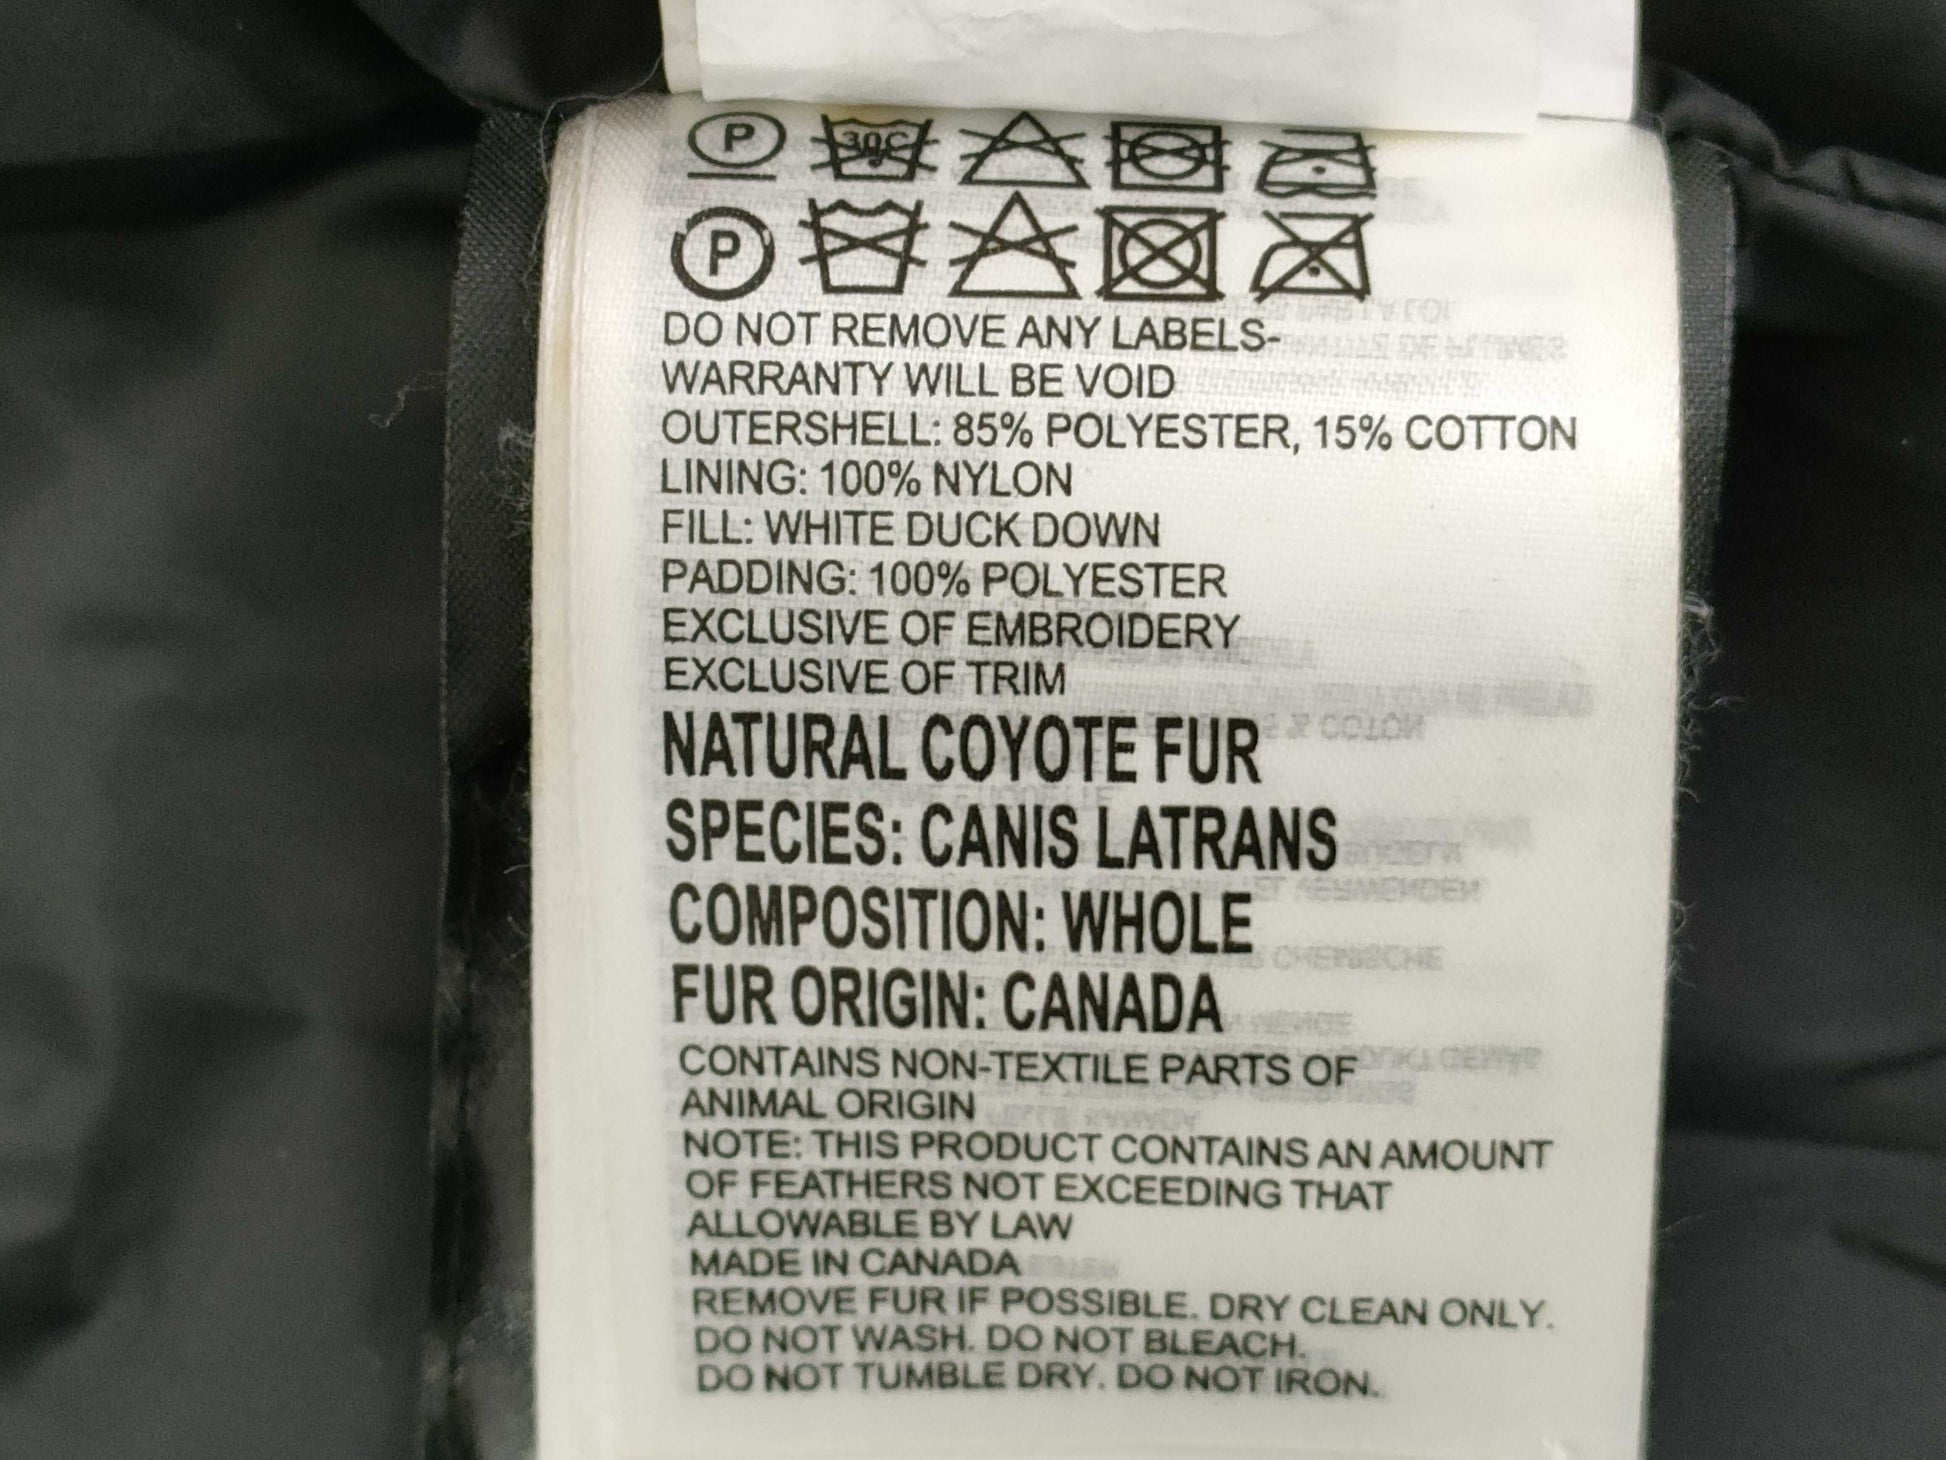 P 30C
P
DO NOT REMOVE ANY LABELS-
WARRANTY WILL BE VOID
OUTERSHELL: 85% POLYESTER, 15% COTTON
LINING: 100% NYLON
FILL: WHITE DUCK DOWN
PADDING: 100% POLYESTER
EXCLUSIVE OF EMBROIDERY
EXCLUSIVE OF TRIM
NATURAL COYOTE FUR
SPECIES: CANIS LATRANS
COMPOSITION: WHOLE
FUR ORIGIN: CANADA
CONTAINS NON-TEXTILE PARTS OF
ANIMAL ORIGIN
NOTE: THIS PRODUCT CONTAINS AN AMOUNT
OF FEATHERS NOT EXCEEDING THAT
ALLOWABLE BY LAW
MADE IN CANADA
REMOVE FUR IF POSSIBLE. DRY CLEAN ONLY.
DO NOT WASH. DO NOT BLEACH.
DO NOT TUMBLE DRY. DO NOT IRON.